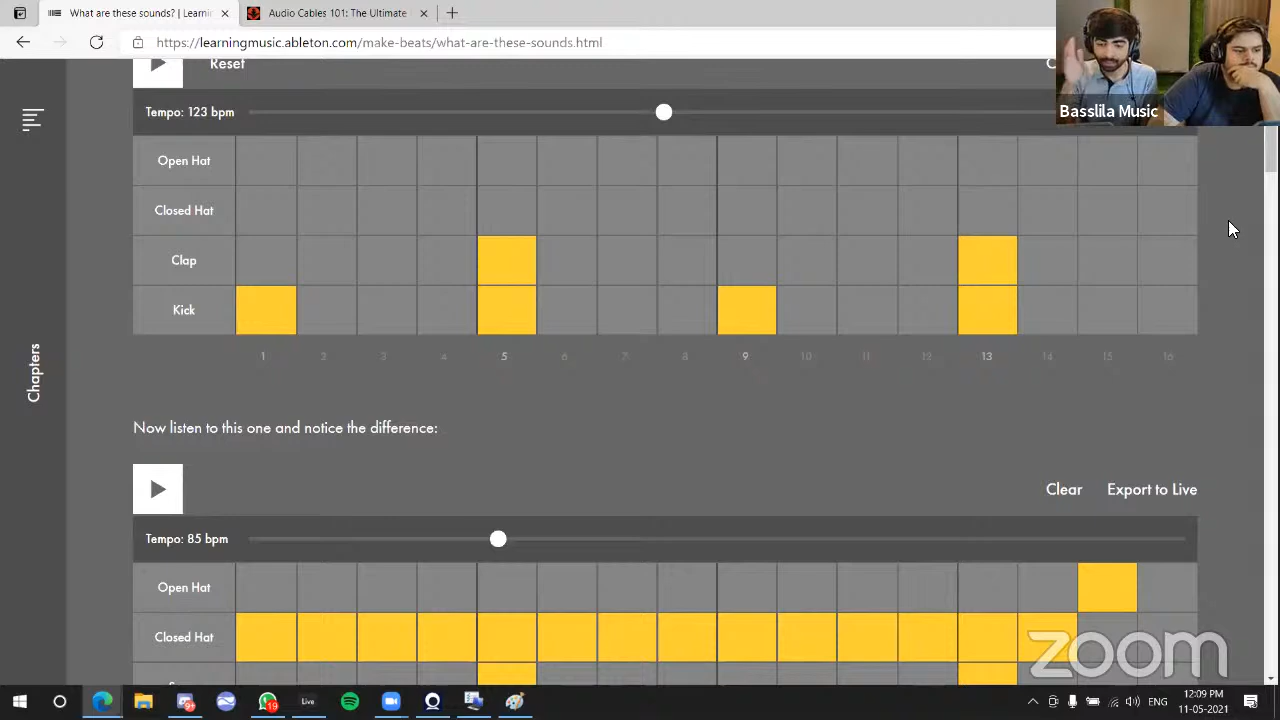 What are these sounds? | Learnin
Audio Cables 101: The Ultimate
https://learningmusic.ableton.com/make-beats/what-are-these-sounds.html
Reset
C
Basslila Music
Tempo: 123 bpm
Open Hat
Closed Hat
Clap
Kick
1 2 3 4 5 6 7 8 9 10 11 12 13 14 15 16
Chapters
Now listen to this one and notice the difference:
Clear Export to Live
Tempo: 85 bpm
Open Hat
Closed Hat
zoom
9+ 19 Live ENG 12:09 PM
11-05-2021